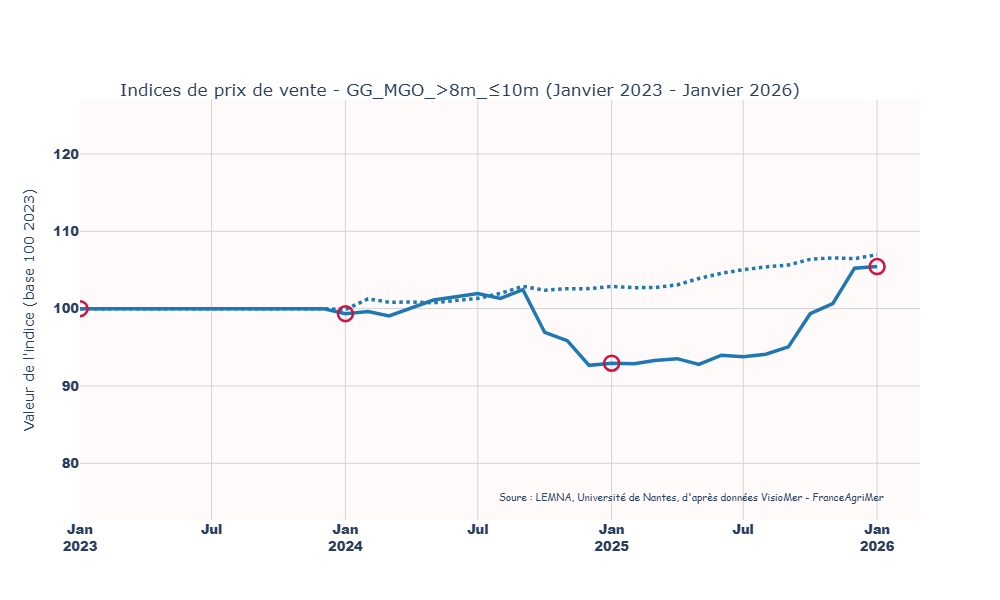 Indices de prix de vente - GG_MGO_>8m_≤10m (Janvier 2023 - Janvier 2026)
Valeur de l'indice (base 100 2023)
120
110
100
90
80
Soure : LEMNA, Université de Nantes, d'après données VisioMer - FranceAgriMer
Jan Jul Jan Jul Jan Jul Jan
2023 2024 2025 2026